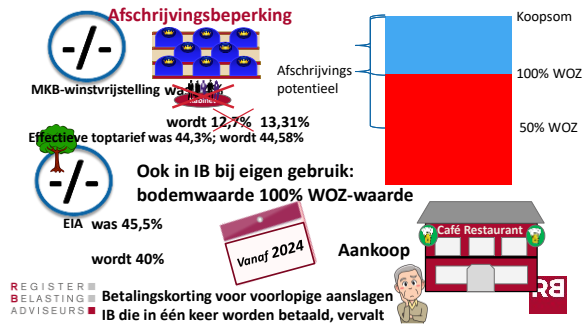 Afschrijvingsbeperking
Koopsom
-/-
Afschrijvings
potentieel
100% WOZ
MKB-winstvrijstelling was
wordt 12,7% 13,31%
50% WOZ
Effectieve toptarief was 44,3%; wordt 44,58%
-/-
Ook in IB bij eigen gebruik:
bodemwaarde 100% WOZ-waarde
EIA was 45,5%
Café Restaurant
Vanaf 2024
Aankoop
wordt 40%
REGISTER
BELASTING
ADVISEURS
RB
Betalingskorting voor voorlopige aanslagen
IB die in één keer worden betaald, vervalt